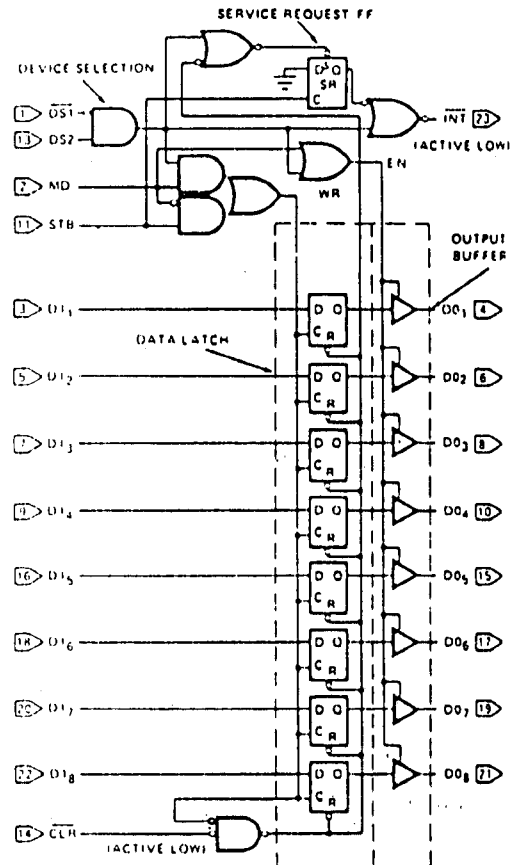 SERVICE REQUEST FF
DEVICE SELECTION
1 DS1
13 DS2
D Q
SR
C
INT 23
(ACTIVE LOW)
2 MD
EN
WR
11 STB
OUTPUT
BUFFER
3 DI1 D Q C R DO1 4
DATA LATCH
5 DI2 D Q C R DO2 6
7 DI3 D Q C R DO3 8
9 DI4 D Q C R DO4 10
16 DI5 D Q C R DO5 15
18 DI6 D Q C R DO6 17
20 DI7 D Q C R DO7 19
22 DI8 D Q C R DO8 21
14 CLR
(ACTIVE LOW)